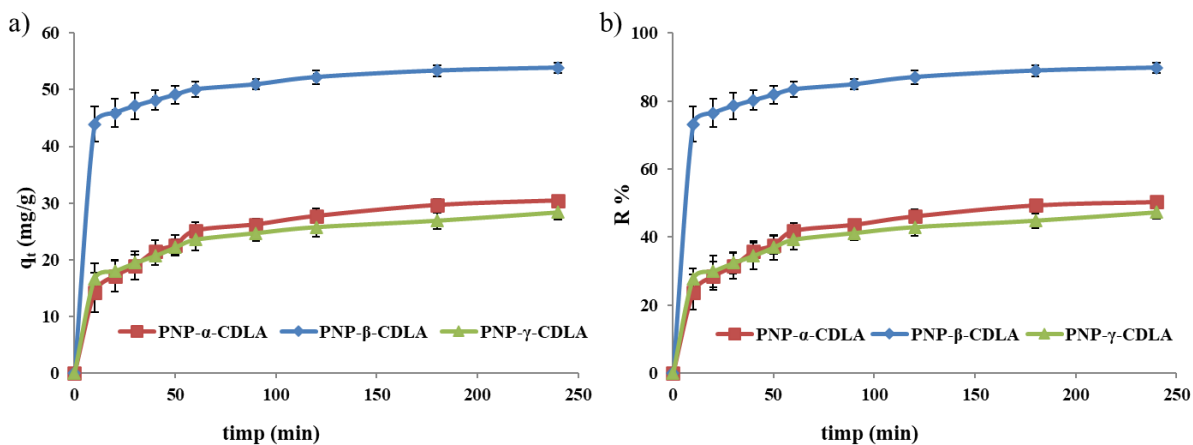 a)
60
50
40
30
20
10
0
qt (mg/g)
PNP-α-CDLA PNP-β-CDLA PNP-γ-CDLA
0 50 100 150 200 250
timp (min)
b)
100
80
60
40
20
0
R %
PNP-α-CDLA PNP-β-CDLA PNP-γ-CDLA
0 50 100 150 200 250
timp (min)